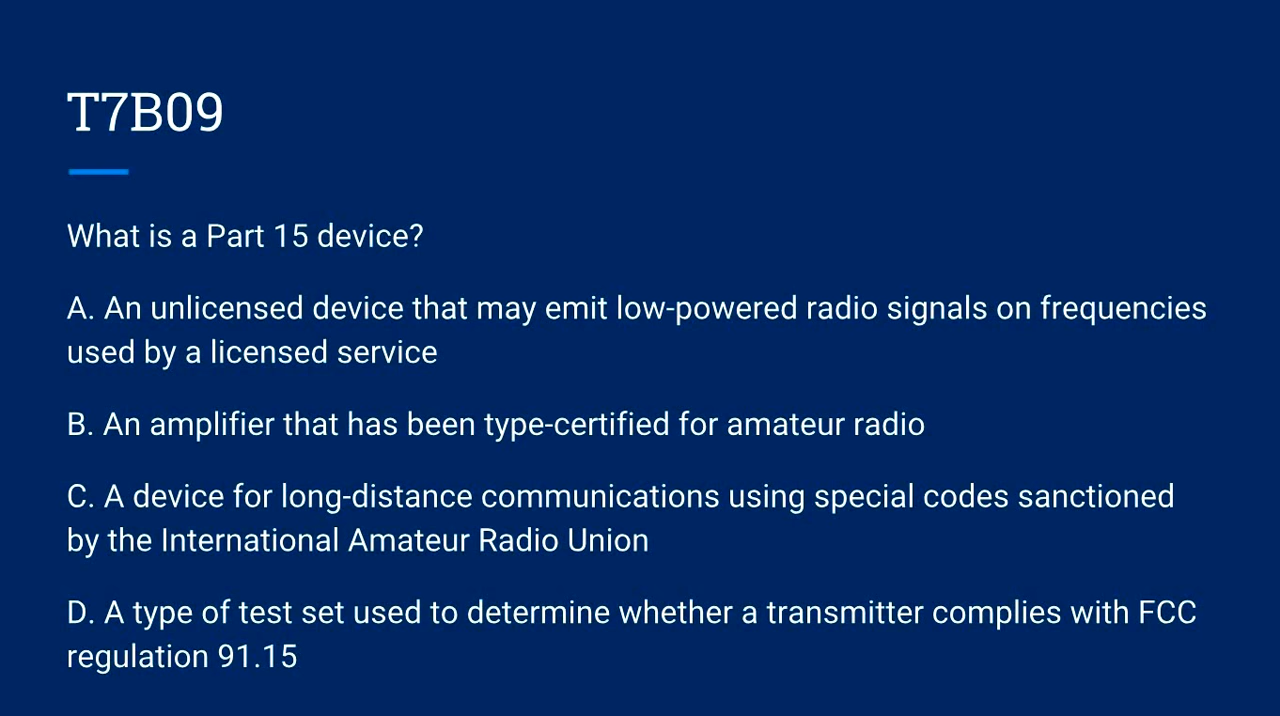 T7B09
What is a Part 15 device?
A. An unlicensed device that may emit low-powered radio signals on frequencies
used by a licensed service
B. An amplifier that has been type-certified for amateur radio
C. A device for long-distance communications using special codes sanctioned
by the International Amateur Radio Union
D. A type of test set used to determine whether a transmitter complies with FCC
regulation 91.15